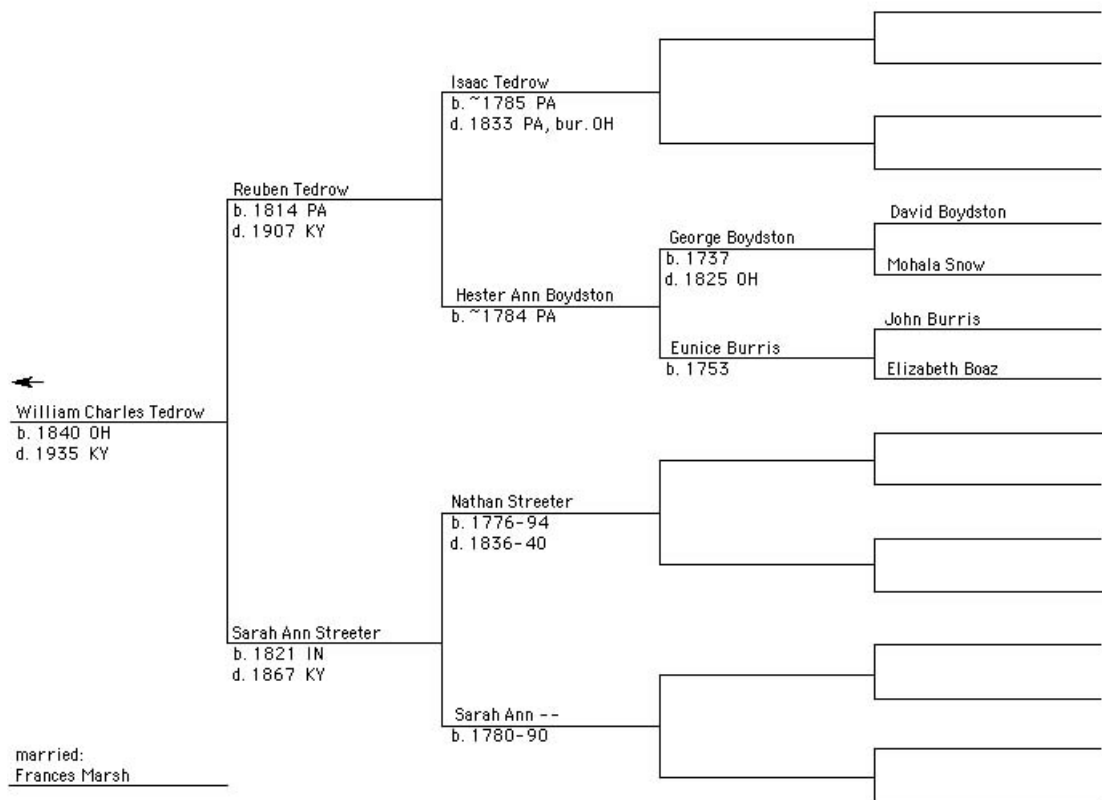 Isaac Tedrow
b. ~1785 PA
d. 1833 PA, bur. OH
Reuben Tedrow
b. 1814 PA
d. 1907 KY
David Boydston
George Boydston
b. 1737
d. 1825 OH
Mohala Snow
Hester Ann Boydston
b. ~1784 PA
John Burris
Eunice Burris
b. 1753
Elizabeth Boaz
William Charles Tedrow
b. 1840 OH
d. 1935 KY
Nathan Streeter
b. 1776-94
d. 1836-40
Sarah Ann Streeter
b. 1821 IN
d. 1867 KY
Sarah Ann --
b. 1780-90
married:
Frances Marsh